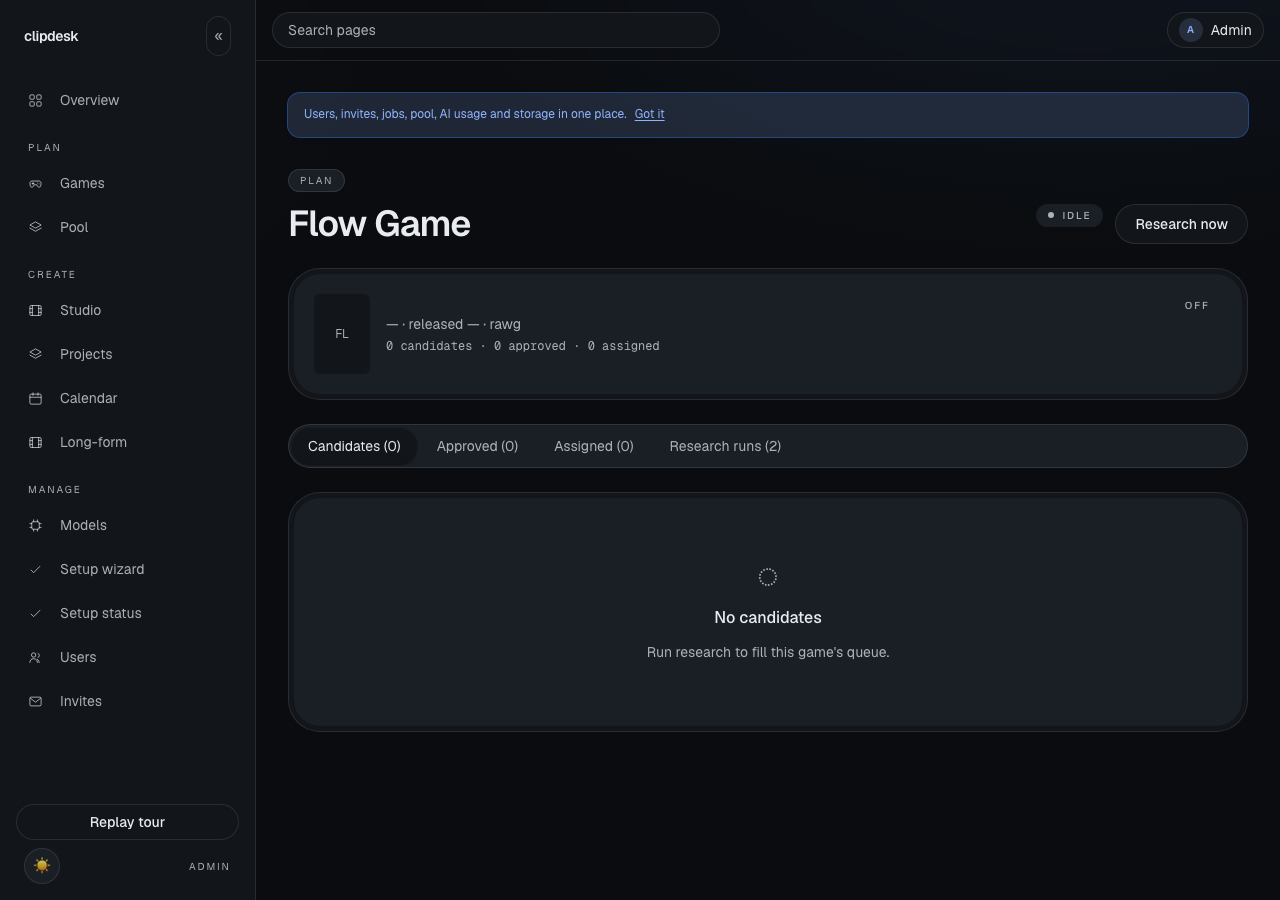 clipdesk
«
Search pages
A
Admin
Overview
PLAN
Games
Pool
CREATE
Studio
Projects
Calendar
Long-form
MANAGE
Models
Setup wizard
Setup status
Users
Invites
Replay tour
ADMIN
Users, invites, jobs, pool, AI usage and storage in one place. Got it
PLAN
Flow Game
IDLE
Research now
FL
— · released — · rawg
0 candidates · 0 approved · 0 assigned
OFF
Candidates (0)
Approved (0)
Assigned (0)
Research runs (2)
No candidates
Run research to fill this game's queue.